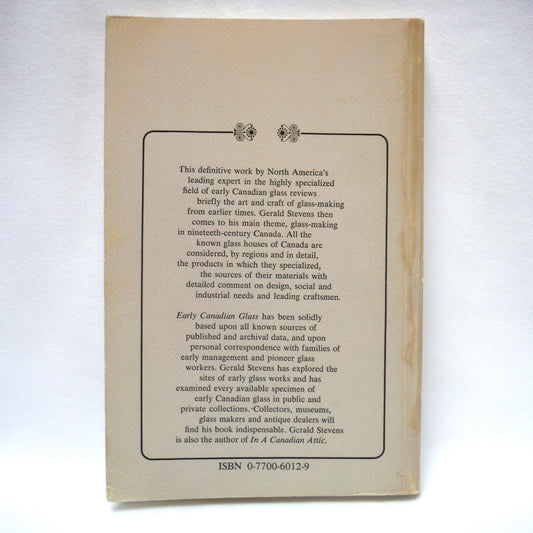 This definitive work by North America's
leading expert in the highly specialized
field of early Canadian glass reviews
briefly the art and craft of glass-making
from earlier times. Gerald Stevens then
comes to his main theme, glass-making
in nineteeth-century Canada. All the
known glass houses of Canada are
considered, by regions and in detail,
the products in which they specialized,
the sources of their materials with
detailed comment on design, social and
industrial needs and leading craftsmen.
Early Canadian Glass has been solidly
based upon all known sources of
published and archival data, and upon
personal correspondence with families of
early management and pioneer glass
workers. Gerald Stevens has explored the
sites of early glass works and has
examined every available specimen of
early Canadian glass in public and
private collections. Collectors, museums,
glass makers and antique dealers will
find his book indispensable. Gerald Stevens
is also the author of In A Canadian Attic.
ISBN 0-7700-6012-9